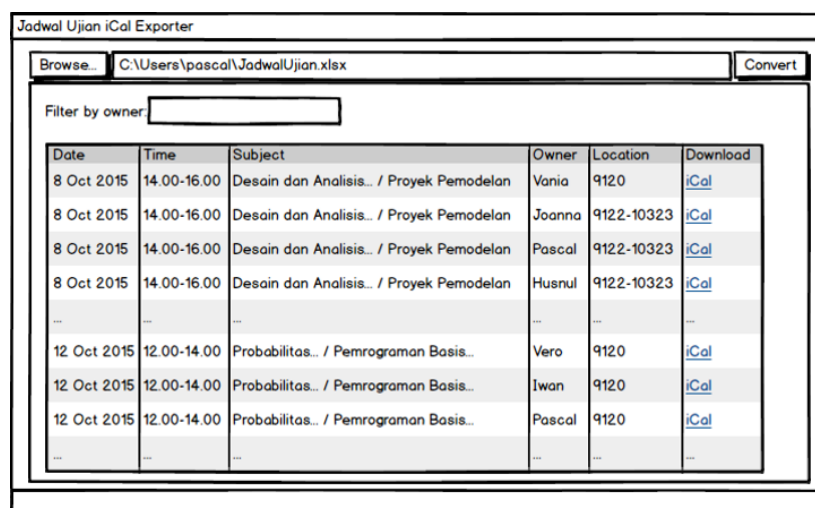 Jadwal Ujian iCal Exporter
Browse... C:\Users\pascal\JadwalUjian.xlsx Convert
Filter by owner:
Date Time Subject Owner Location Download
8 Oct 2015 14.00-16.00 Desain dan Analisis... / Proyek Pemodelan Vania 9120 iCal
8 Oct 2015 14.00-16.00 Desain dan Analisis... / Proyek Pemodelan Joanna 9122-10323 iCal
8 Oct 2015 14.00-16.00 Desain dan Analisis... / Proyek Pemodelan Pascal 9122-10323 iCal
8 Oct 2015 14.00-16.00 Desain dan Analisis... / Proyek Pemodelan Husnul 9122-10323 iCal
... ... ... ... ... ...
12 Oct 2015 12.00-14.00 Probabilitas... / Pemrograman Basis... Vero 9120 iCal
12 Oct 2015 12.00-14.00 Probabilitas... / Pemrograman Basis... Iwan 9120 iCal
12 Oct 2015 12.00-14.00 Probabilitas... / Pemrograman Basis... Pascal 9120 iCal
... ... ... ... ... ...